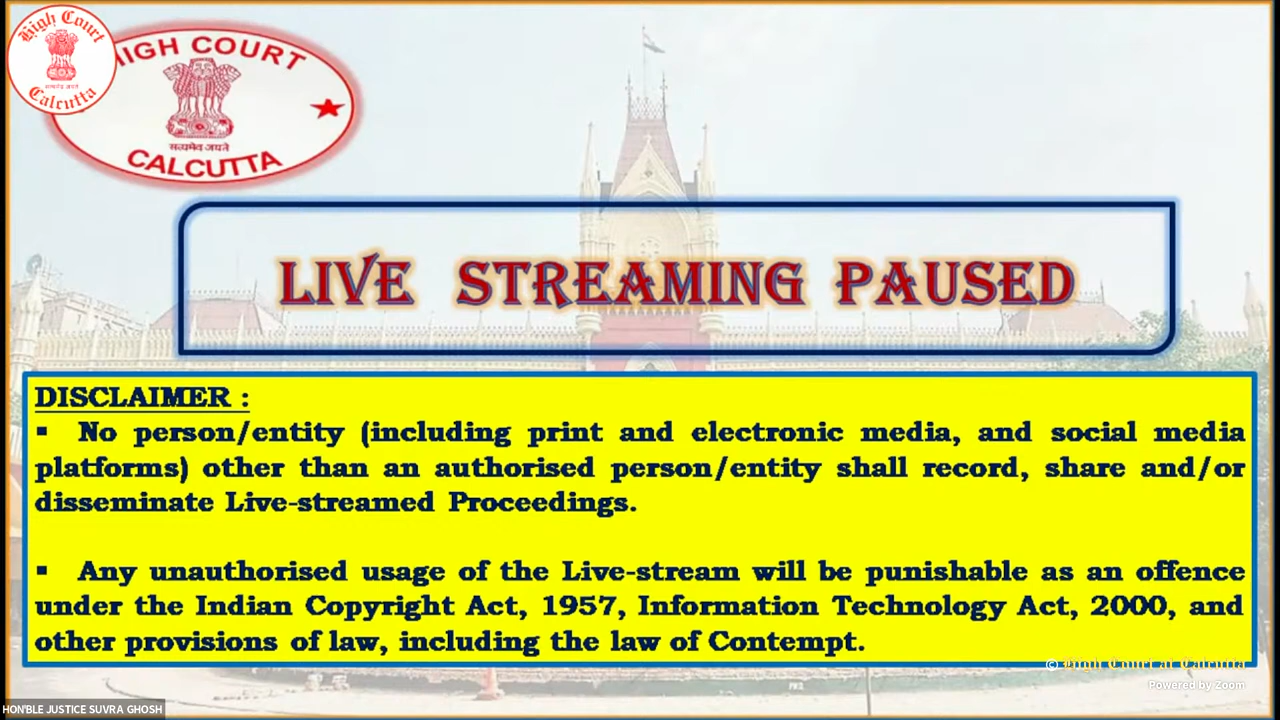 High Court
सत्यमेव जयते
Calcutta
HIGH COURT
सत्यमेव जयते
CALCUTTA
LIVE STREAMING PAUSED
DISCLAIMER :
▪ No person/entity (including print and electronic media, and social media
platforms) other than an authorised person/entity shall record, share and/or
disseminate Live-streamed Proceedings.
▪ Any unauthorised usage of the Live-stream will be punishable as an offence
under the Indian Copyright Act, 1957, Information Technology Act, 2000, and
other provisions of law, including the law of Contempt.
© High Court at Calcutta
Powered by Zoom
HON'BLE JUSTICE SUVRA GHOSH